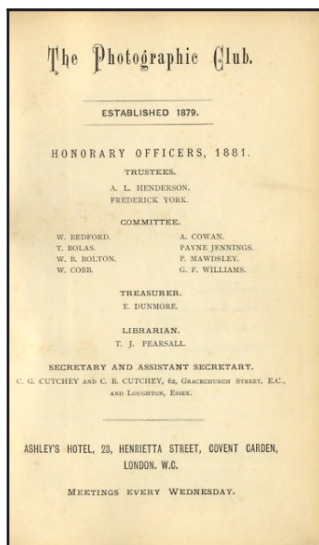 The Photographic Club.
ESTABLISHED 1879.
HONORARY OFFICERS, 1881.
TRUSTEES.
A. L. HENDERSON.
FREDERICK YORK.
COMMITTEE.
W. BEDFORD.
T. BOLAS.
W. B. BOLTON.
W. COBB.
A. COWAN.
PAYNE JENNINGS.
P. MAWDSLEY.
G. F. WILLIAMS.
TREASURER.
E. DUNMORE.
LIBRARIAN.
T. J. PEARSALL.
SECRETARY AND ASSISTANT SECRETARY.
C. G. CUTCHEY AND C. B. CUTCHEY, 62, GRACECHURCH STREET, E.C.,
AND LOUGHTON, ESSEX.
ASHLEY'S HOTEL, 23, HENRIETTA STREET, COVENT GARDEN,
LONDON. W.C.
MEETINGS EVERY WEDNESDAY.